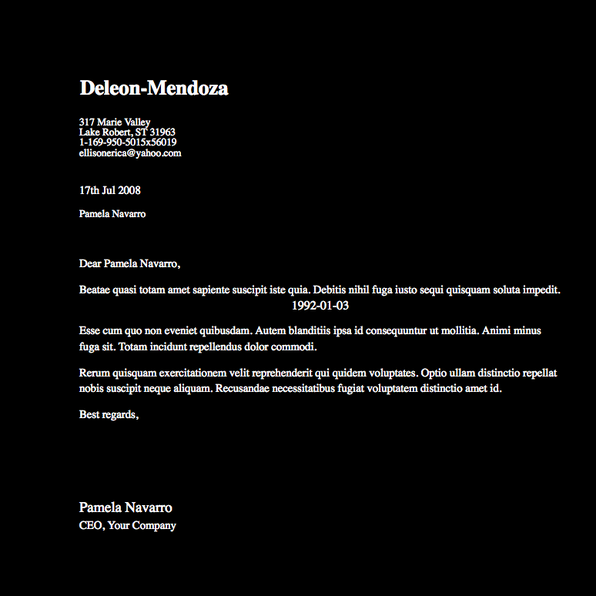 Deleon-Mendoza
317 Marie Valley
Lake Robert, ST 31963
1-169-950-5015x56019
ellisonerica@yahoo.com
17th Jul 2008
Pamela Navarro
Dear Pamela Navarro,
Beatae quasi totam amet sapiente suscipit iste quia. Debitis nihil fuga iusto sequi quisquam soluta impedit.
1992-01-03
Esse cum quo non eveniet quibusdam. Autem blanditiis ipsa id consequuntur ut mollitia. Animi minus
fuga sit. Totam incidunt repellendus dolor commodi.
Rerum quisquam exercitationem velit reprehenderit qui quidem voluptates. Optio ullam distinctio repellat
nobis suscipit neque aliquam. Recusandae necessitatibus fugiat voluptatem distinctio amet id.
Best regards,
Pamela Navarro
CEO, Your Company